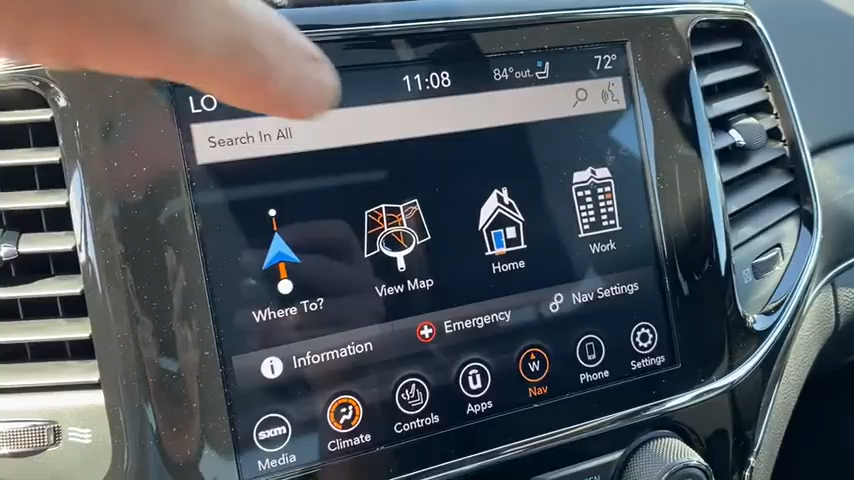 LO
11:08
84° out.
72°
Search in All
Where To?
View Map
Home
Work
i Information
Emergency
Nav Settings
sxm
Media
Climate
Controls
Apps
W
Nav
Phone
Settings